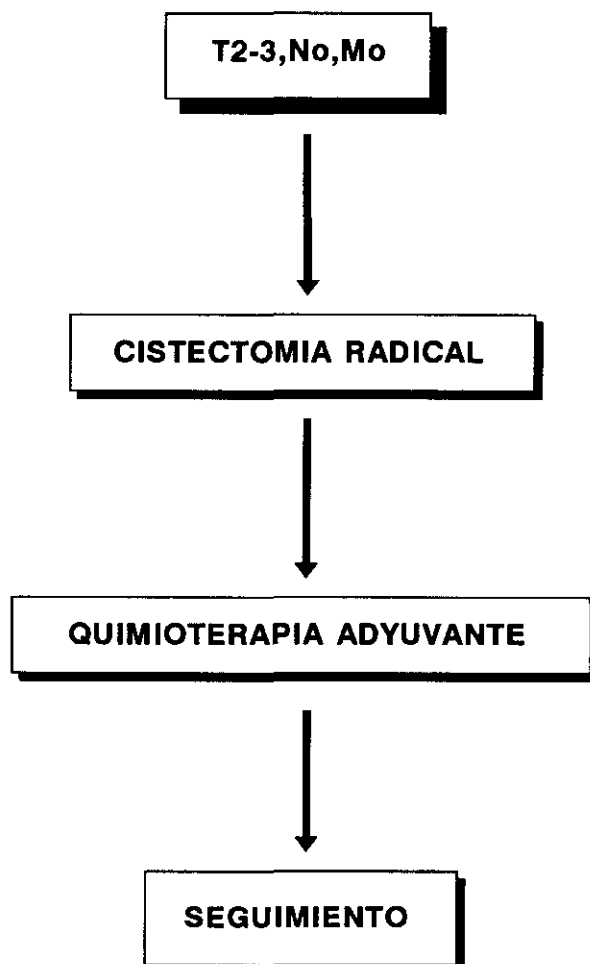 T2-3,No,Mo
CISTECTOMIA RADICAL
QUIMIOTERAPIA ADYUVANTE
SEGUIMIENTO